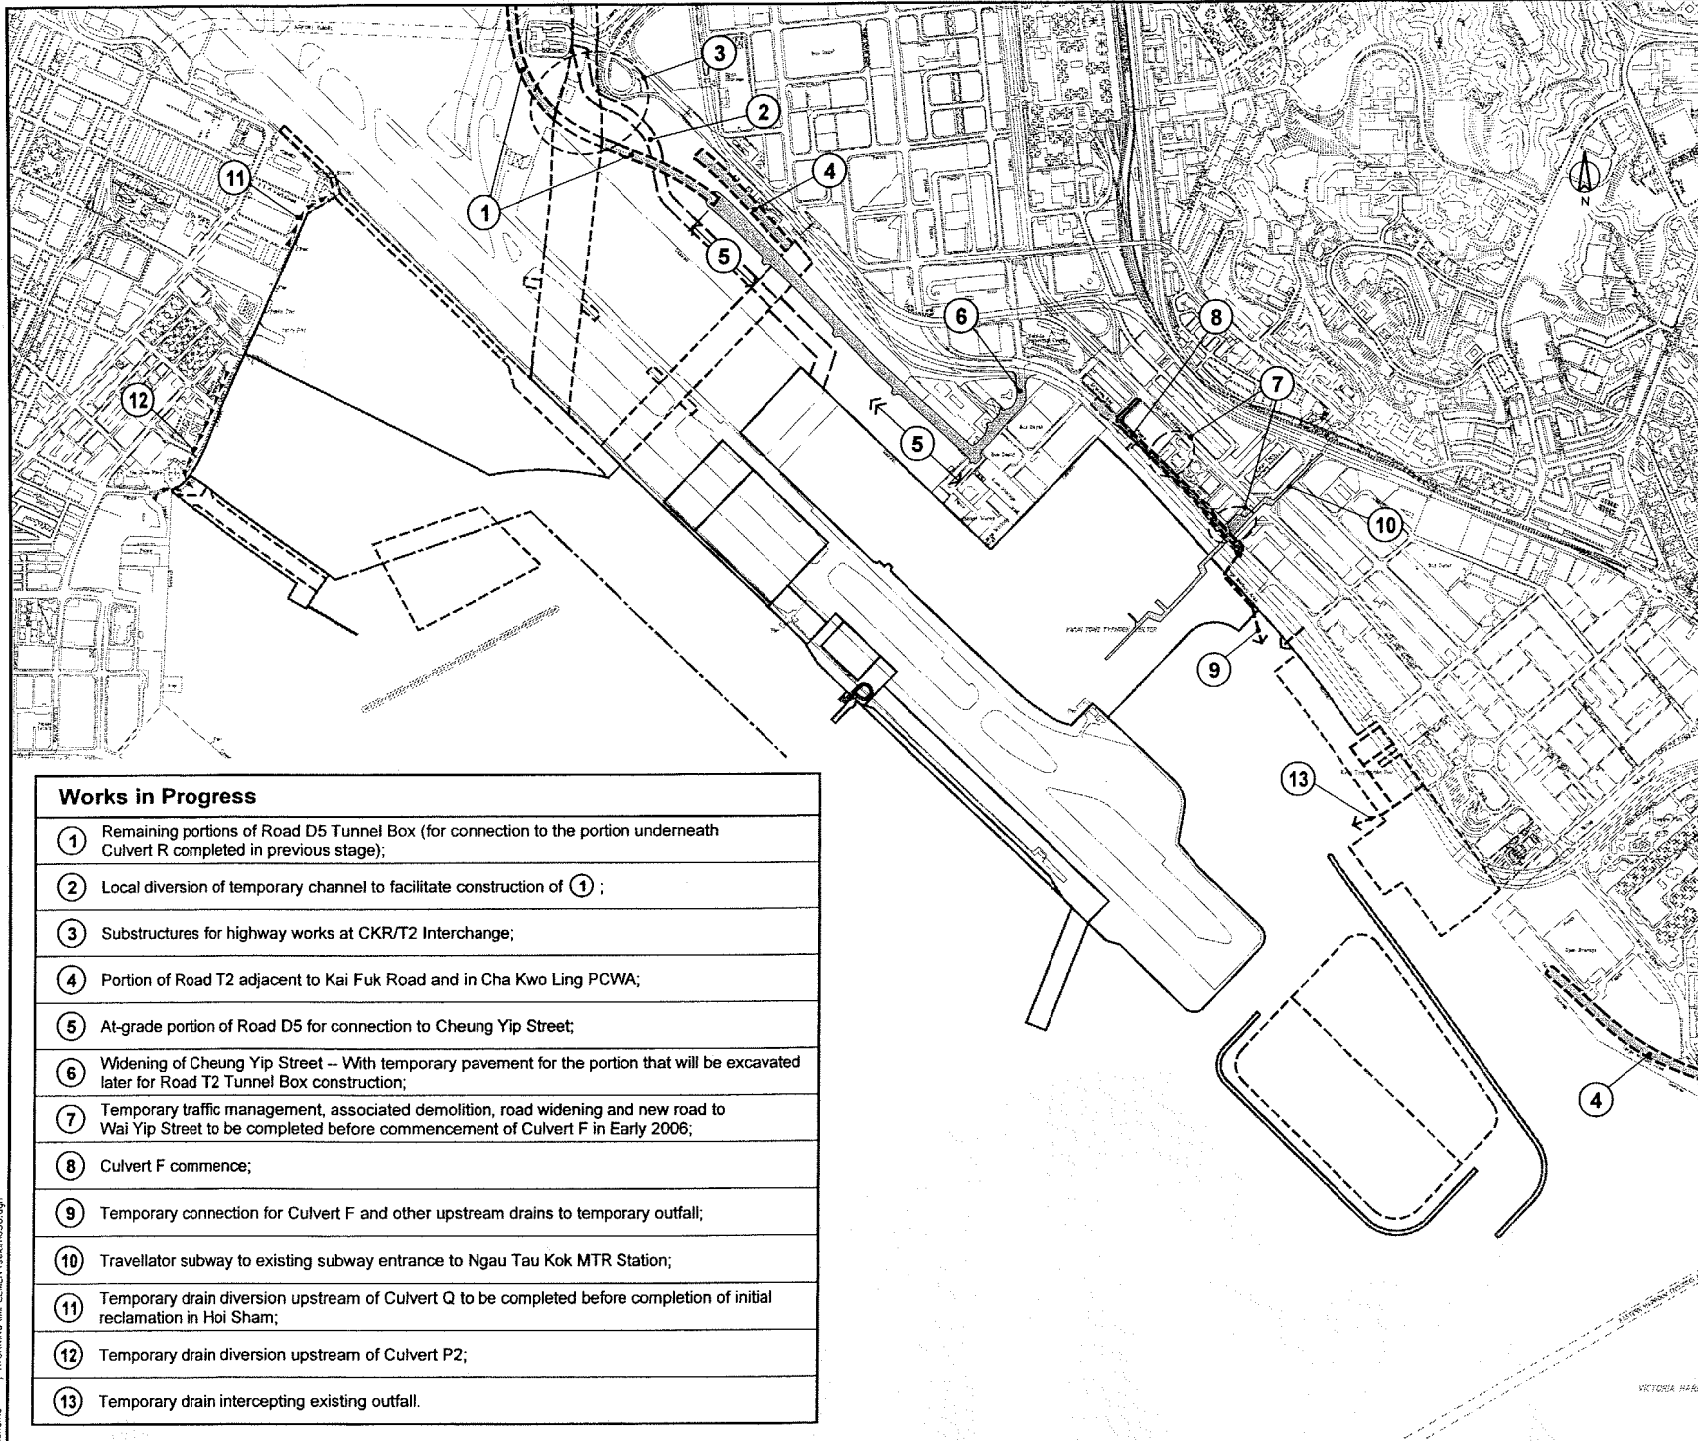 3
2
4
11
1
5
6
8
12
7
5
10
9
13
4
N
KWUN TONG TYPHOON SHELTER
Works in Progress
1 Remaining portions of Road D5 Tunnel Box (for connection to the portion underneath
Culvert R completed in previous stage);
2 Local diversion of temporary channel to facilitate construction of 1 ;
3 Substructures for highway works at CKR/T2 Interchange;
4 Portion of Road T2 adjacent to Kai Fuk Road and in Cha Kwo Ling PCWA;
5 At-grade portion of Road D5 for connection to Cheung Yip Street;
6 Widening of Cheung Yip Street -- With temporary pavement for the portion that will be excavated
later for Road T2 Tunnel Box construction;
7 Temporary traffic management, associated demolition, road widening and new road to
Wai Yip Street to be completed before commencement of Culvert F in Early 2006;
8 Culvert F commence;
9 Temporary connection for Culvert F and other upstream drains to temporary outfall;
10 Travellator subway to existing subway entrance to Ngau Tau Kok MTR Station;
11 Temporary drain diversion upstream of Culvert Q to be completed before completion of initial
reclamation in Hoi Sham;
12 Temporary drain diversion upstream of Culvert P2;
13 Temporary drain intercepting existing outfall.
VICTORIA